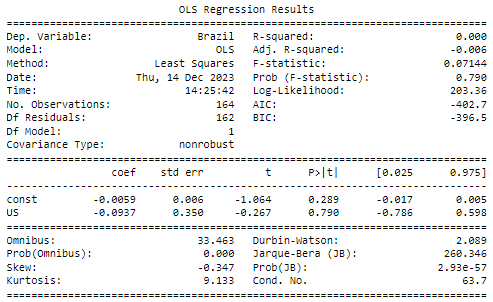 OLS Regression Results
==============================================================================
Dep. Variable: Brazil R-squared: 0.000
Model: OLS Adj. R-squared: -0.006
Method: Least Squares F-statistic: 0.07144
Date: Thu, 14 Dec 2023 Prob (F-statistic): 0.790
Time: 14:25:42 Log-Likelihood: 203.36
No. Observations: 164 AIC: -402.7
Df Residuals: 162 BIC: -396.5
Df Model: 1
Covariance Type: nonrobust
==============================================================================
coef std err t P>|t| [0.025 0.975]
------------------------------------------------------------------------------
const -0.0059 0.006 -1.064 0.289 -0.017 0.005
US -0.0937 0.350 -0.267 0.790 -0.786 0.598
==============================================================================
Omnibus: 33.463 Durbin-Watson: 2.089
Prob(Omnibus): 0.000 Jarque-Bera (JB): 260.346
Skew: -0.347 Prob(JB): 2.93e-57
Kurtosis: 9.133 Cond. No. 63.7
==============================================================================